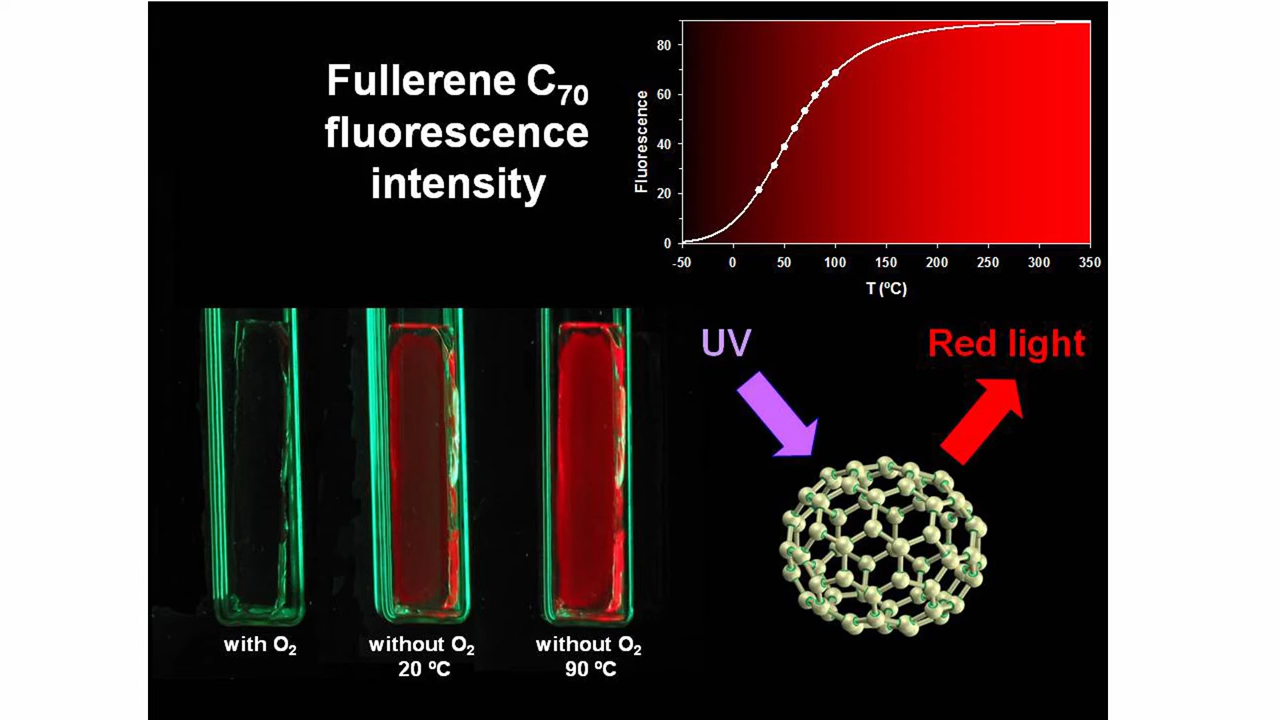 Fullerene C70
fluorescence
intensity
Fluorescence
80
60
40
20
0
-50 0 50 100 150 200 250 300 350
T (ºC)
UV
Red light
with O2
without O2
20 ºC
without O2
90 ºC